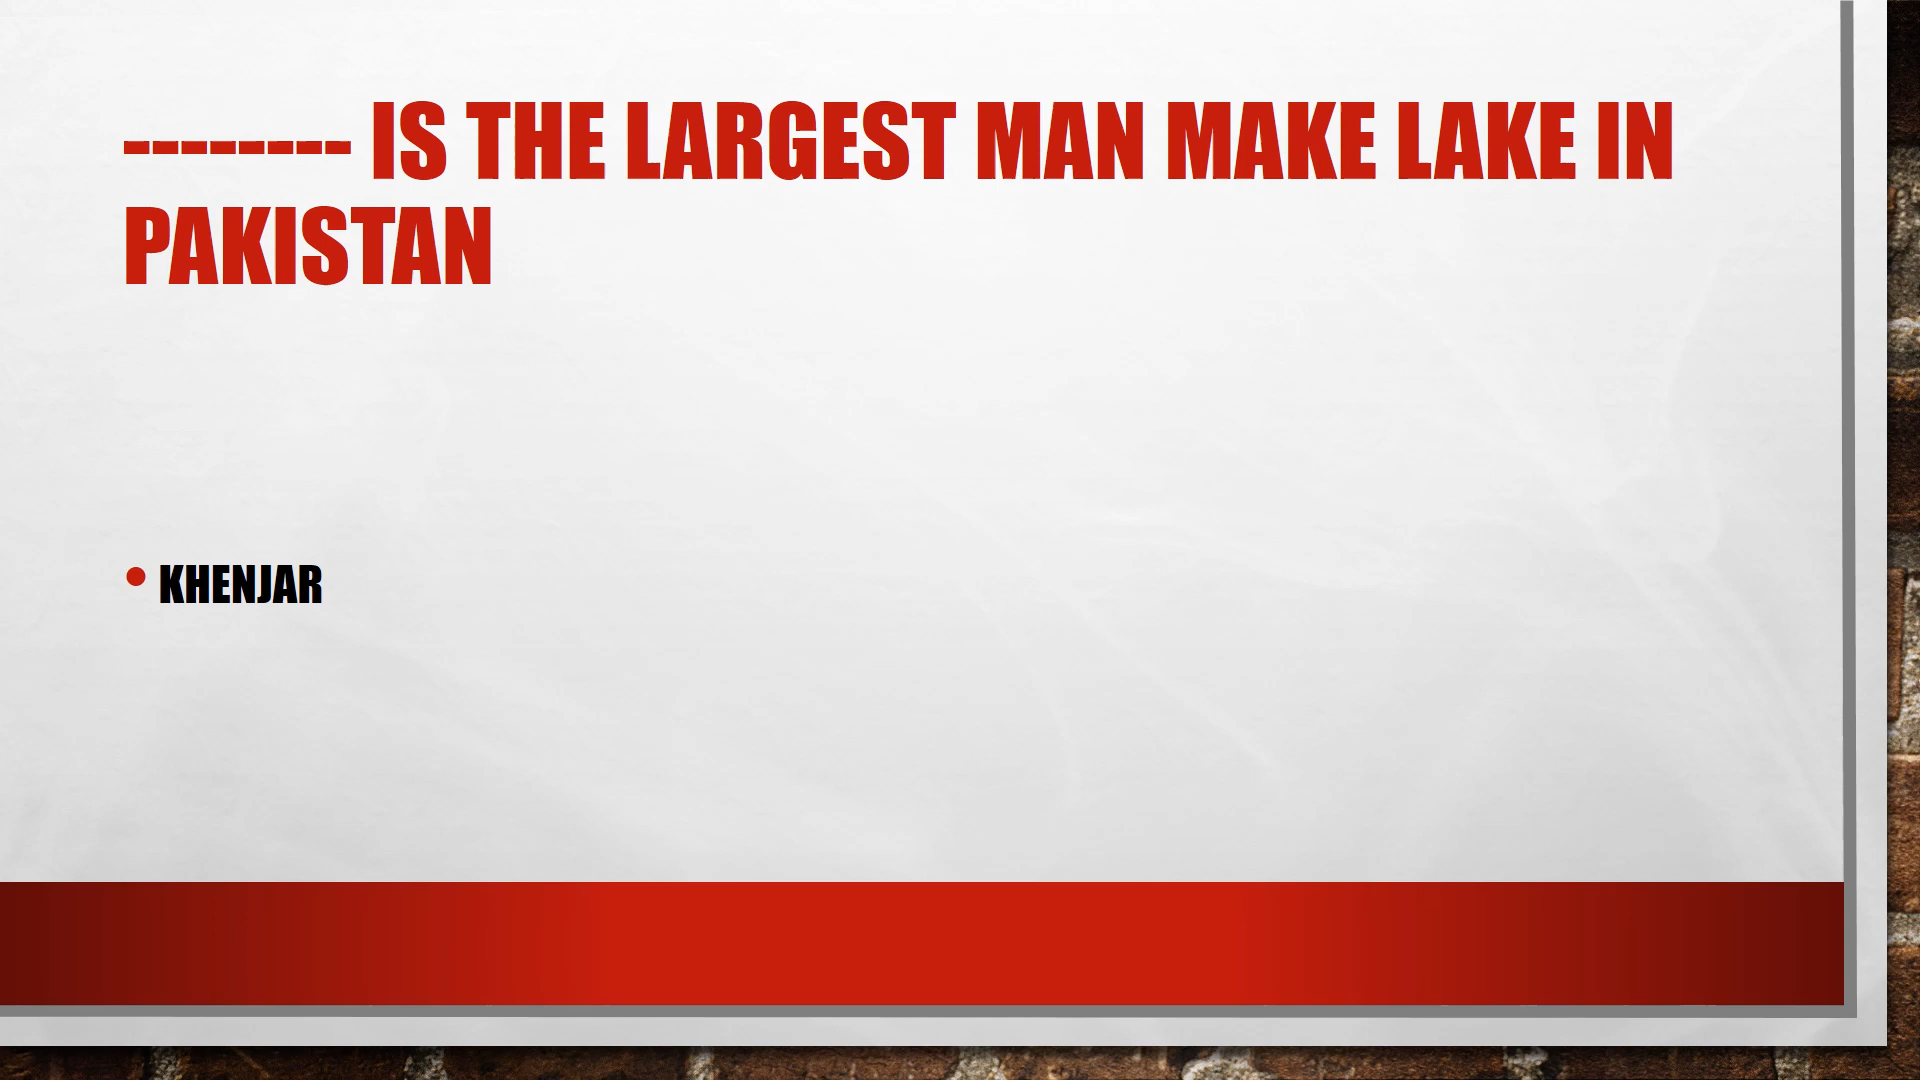 -------- IS THE LARGEST MAN MAKE LAKE IN
PAKISTAN
• KHENJAR